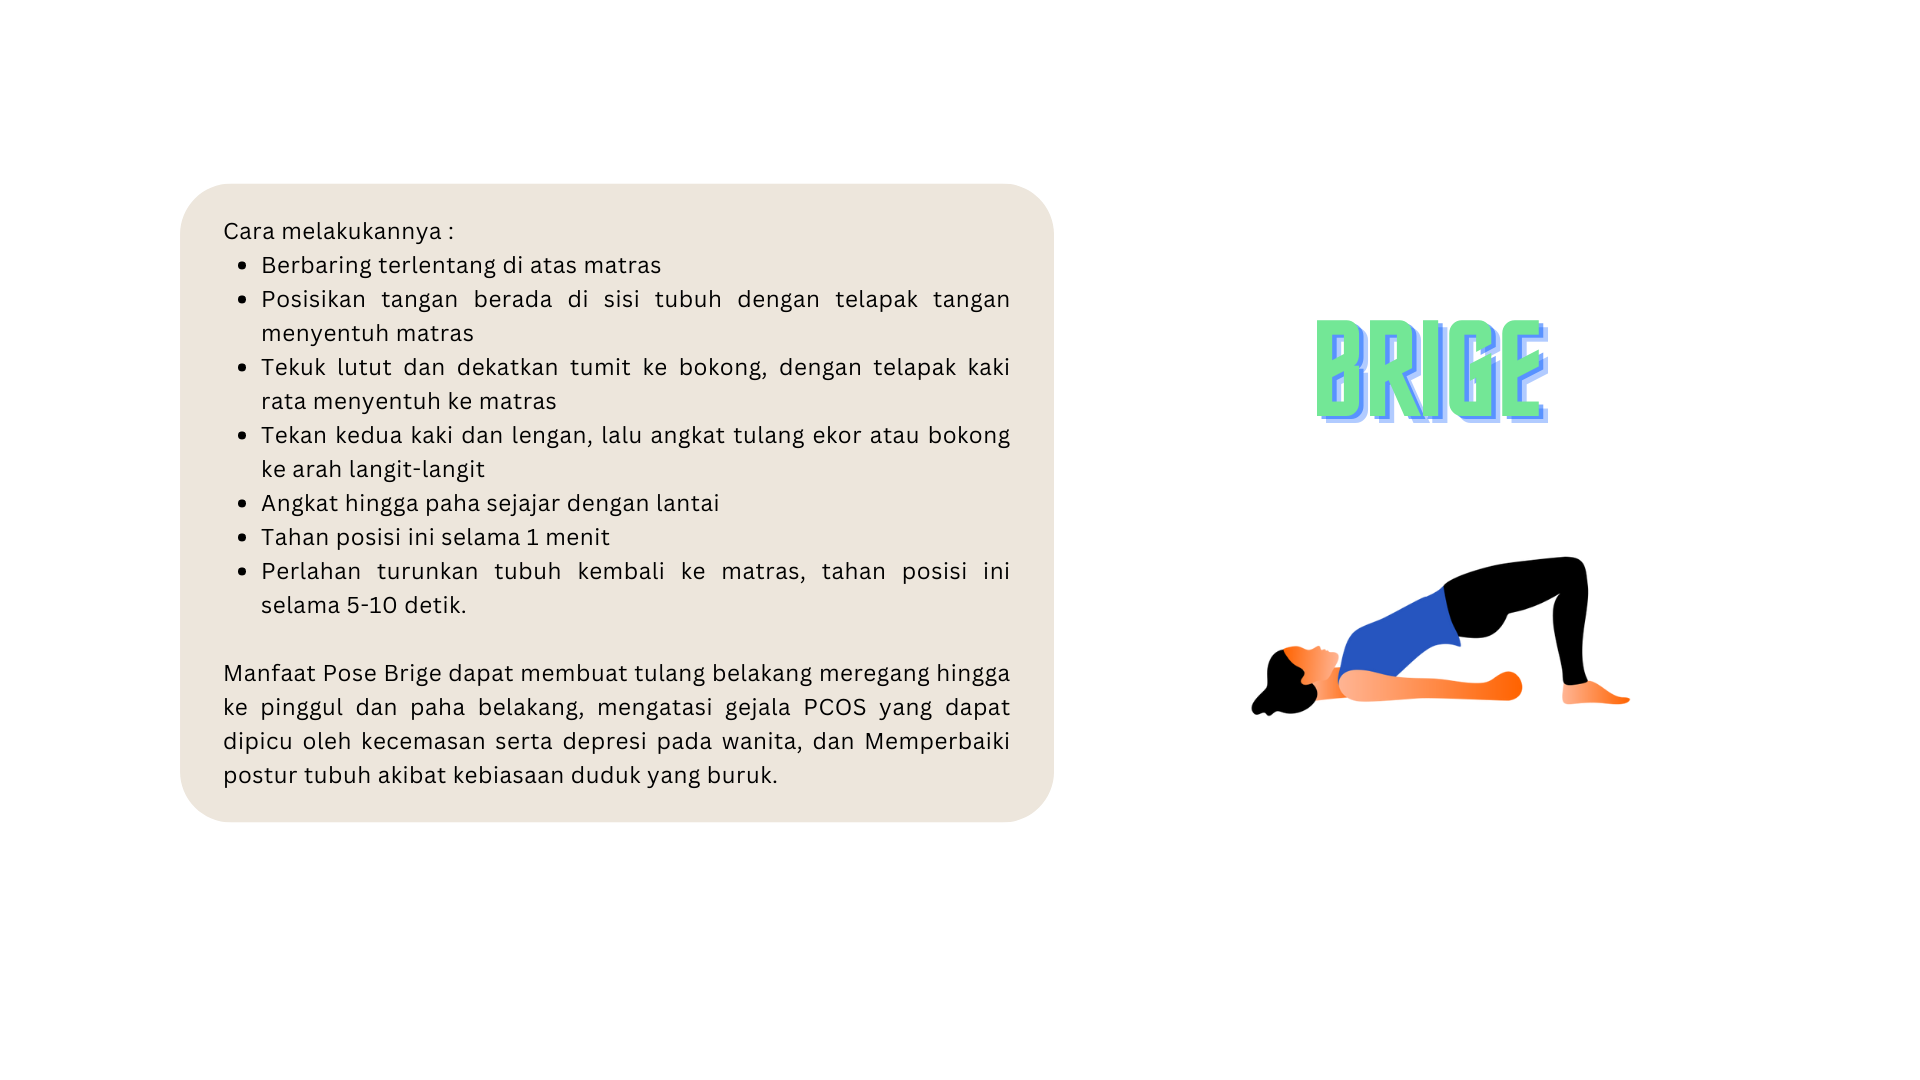 Cara melakukannya :
• Berbaring terlentang di atas matras
• Posisikan tangan berada di sisi tubuh dengan telapak tangan
menyentuh matras
• Tekuk lutut dan dekatkan tumit ke bokong, dengan telapak kaki
rata menyentuh ke matras
• Tekan kedua kaki dan lengan, lalu angkat tulang ekor atau bokong
ke arah langit-langit
• Angkat hingga paha sejajar dengan lantai
• Tahan posisi ini selama 1 menit
• Perlahan turunkan tubuh kembali ke matras, tahan posisi ini
selama 5-10 detik.
Manfaat Pose Brige dapat membuat tulang belakang meregang hingga
ke pinggul dan paha belakang, mengatasi gejala PCOS yang dapat
dipicu oleh kecemasan serta depresi pada wanita, dan Memperbaiki
postur tubuh akibat kebiasaan duduk yang buruk.
BRIGE